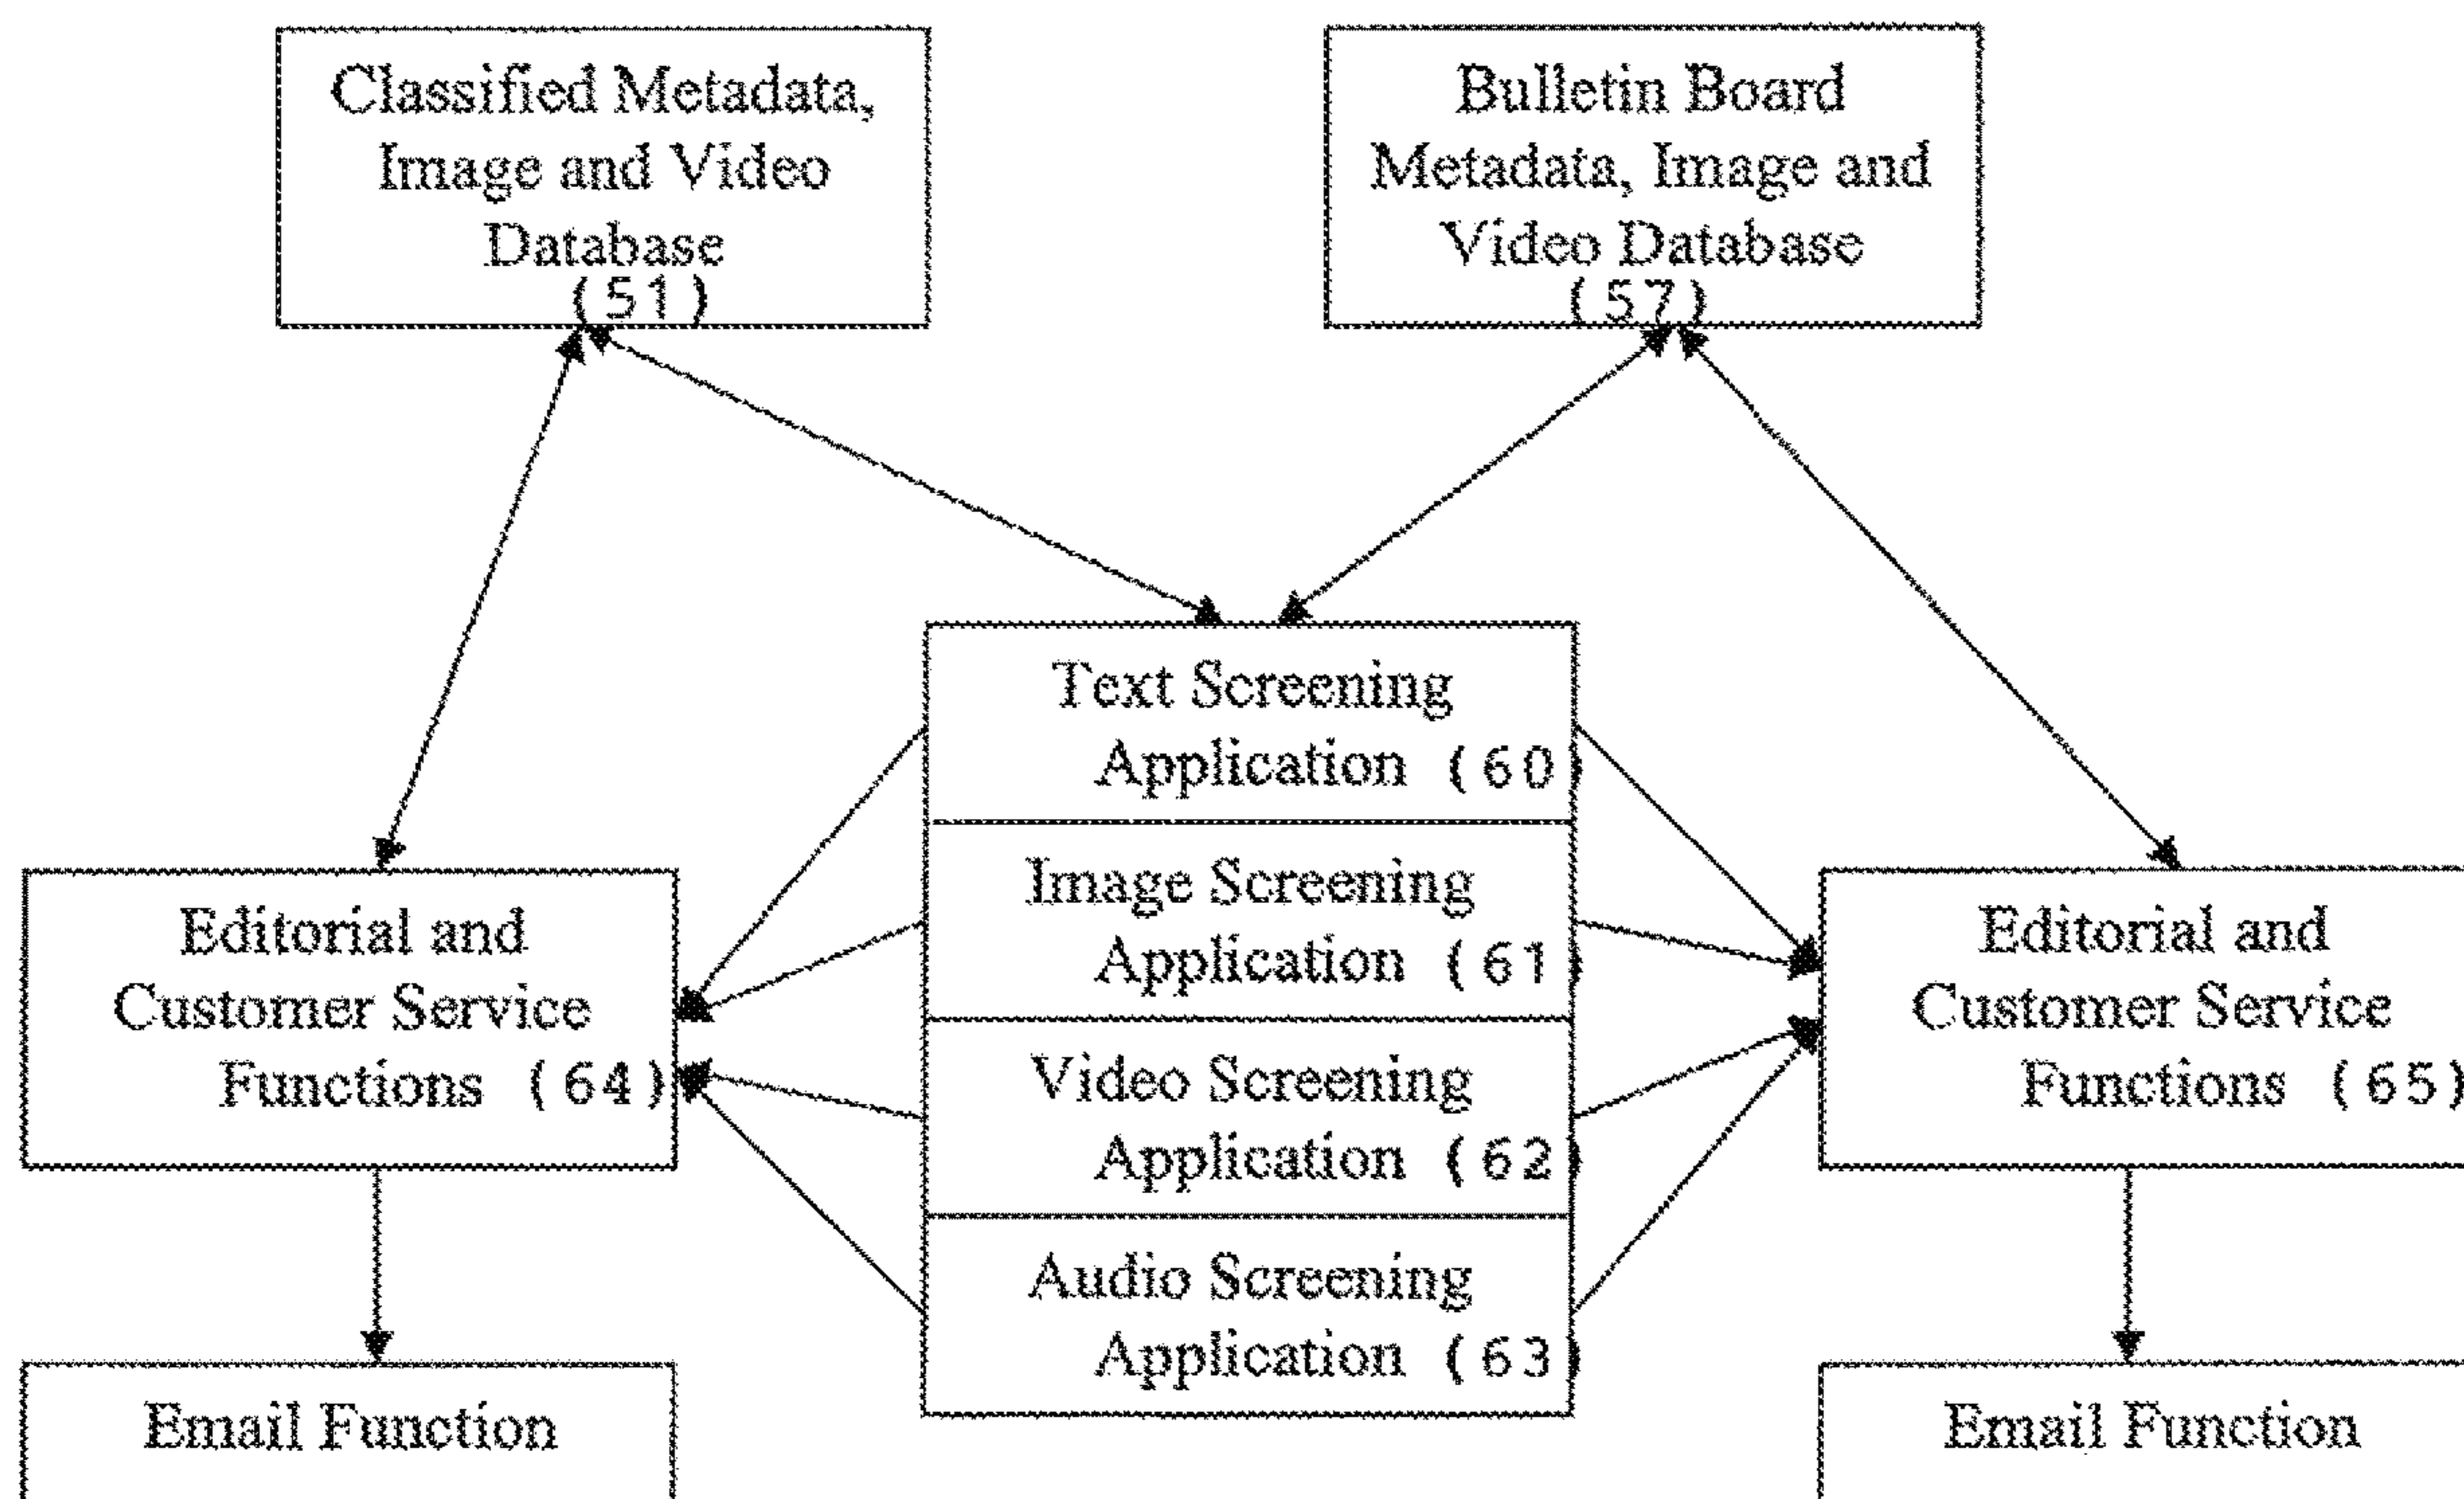 Classified Metadata,
Image and Video
Database
(51)
Bulletin Board
Metadata, Image and
Video Database
(57)
Text Screening
Application (60)
Image Screening
Application (61)
Video Screening
Application (62)
Audio Screening
Application (63)
Editorial and
Customer Service
Functions (64)
Editorial and
Customer Service
Functions (65)
Email Function
Email Function